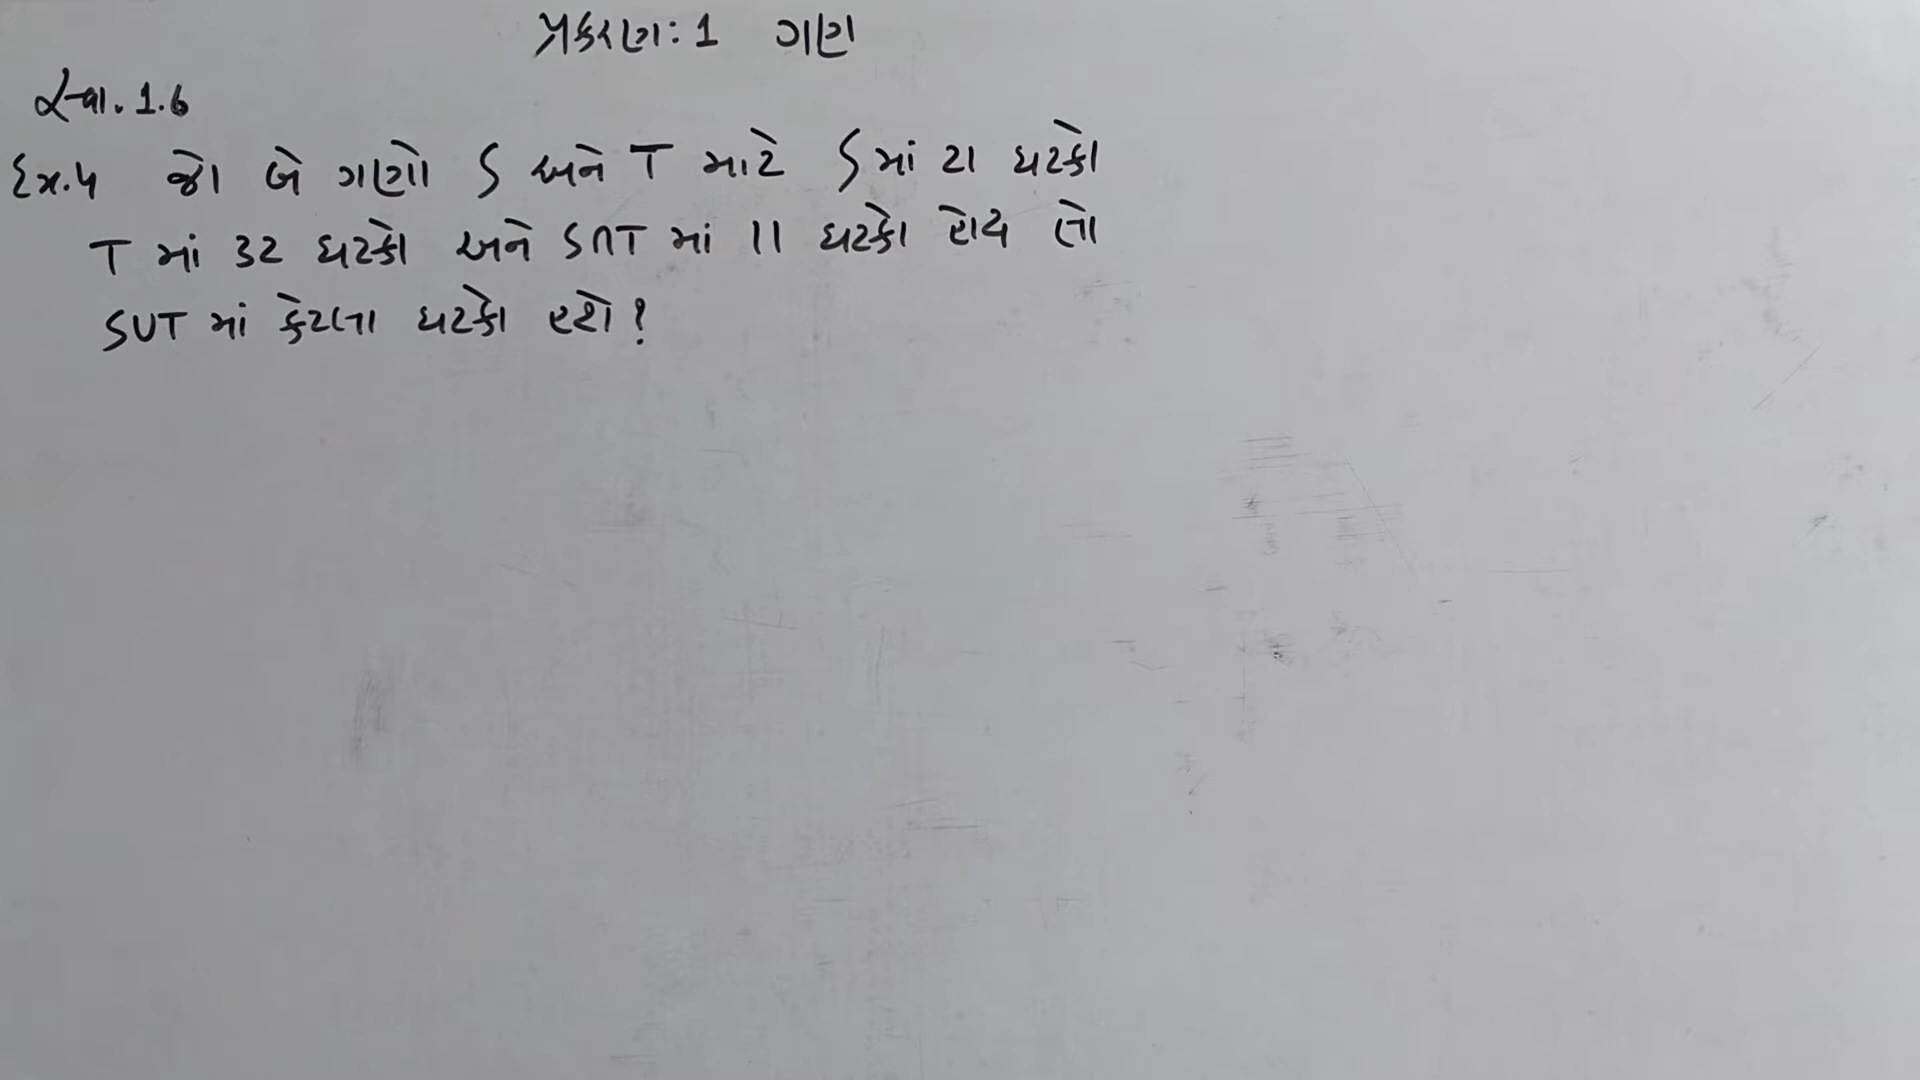 પ્રકરણ: 1 ગણ
સ્વા. 1.6
Ex.4 જો બે ગણો S અને T માટે S માં 21 ઘટકો
T માં 32 ઘટકો અને S∩T માં 11 ઘટકો હોય તો
S∪T માં કેટલા ઘટકો હશે?